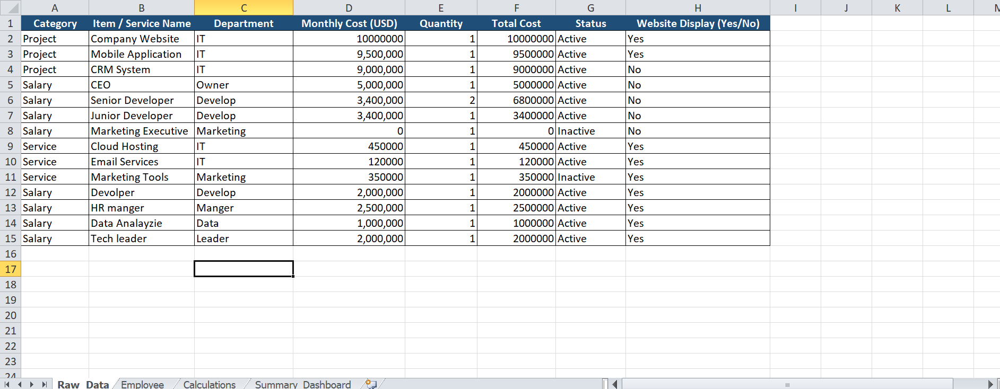 A B C D E F G H I J K L
1 Category Item / Service Name Department Monthly Cost (USD) Quantity Total Cost Status Website Display (Yes/No)
2 Project Company Website IT 10000000 1 10000000 Active Yes
3 Project Mobile Application IT 9,500,000 1 9500000 Active Yes
4 Project CRM System IT 9,000,000 1 9000000 Active No
5 Salary CEO Owner 5,000,000 1 5000000 Active No
6 Salary Senior Developer Develop 3,400,000 2 6800000 Active No
7 Salary Junior Developer Develop 3,400,000 1 3400000 Active No
8 Salary Marketing Executive Marketing 0 1 0 Inactive No
9 Service Cloud Hosting IT 450000 1 450000 Active Yes
10 Service Email Services IT 120000 1 120000 Active Yes
11 Service Marketing Tools Marketing 350000 1 350000 Inactive Yes
12 Salary Devolper Develop 2,000,000 1 2000000 Active Yes
13 Salary HR manger Manger 2,500,000 1 2500000 Active Yes
14 Salary Data Analayzie Data 1,000,000 1 1000000 Active Yes
15 Salary Tech leader Leader 2,000,000 1 2000000 Active Yes
16
17
18
19
20
21
22
23
24
Raw_Data Employee Calculations Summary_Dashboard